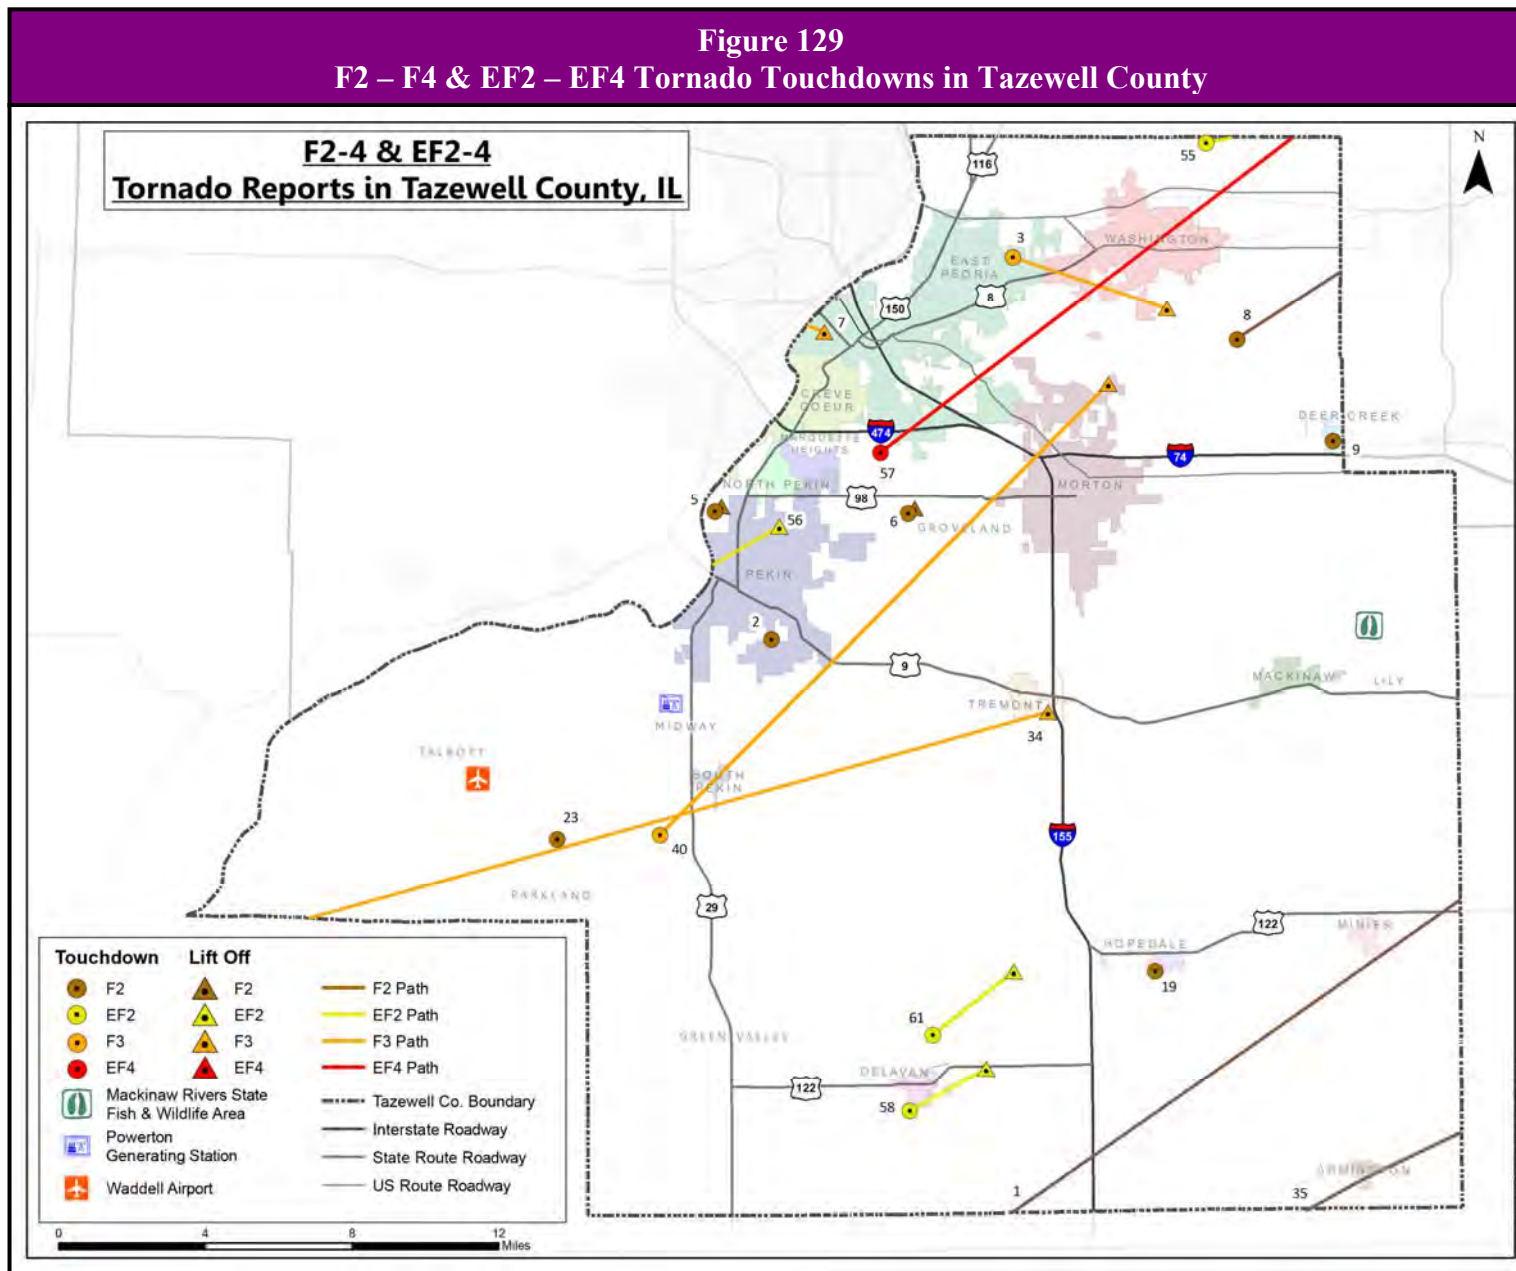 Figure 129
F2 – F4 & EF2 – EF4 Tornado Touchdowns in Tazewell County
F2-4 & EF2-4
Tornado Reports in Tazewell County, IL
N
116
55
3
WASHINGTON
EAST
PEORIA
8
150
7
8
CREVE
COEUR
DEER CREEK
474
MARQUETTE
HEIGHTS
9
74
57
NORTH PEKIN
MORTON
5
98
56
6
GROVELAND
PEKIN
2
9
MACKINAW
LILY
TREMONT
MIDWAY
34
TALBOTT
SOUTH
PEKIN
23
155
40
PARKLAND
29
122
MINIER
HOPEDALE
19
61
GREEN VALLEY
DELAVAN
122
58
ARMINGTON
1
35
Touchdown Lift Off
F2 F2 F2 Path
EF2 EF2 EF2 Path
F3 F3 F3 Path
EF4 EF4 EF4 Path
Mackinaw Rivers State
Fish & Wildlife Area
Tazewell Co. Boundary
Powerton
Generating Station
Interstate Roadway
State Route Roadway
Waddell Airport
US Route Roadway
0 4 8 12
Miles